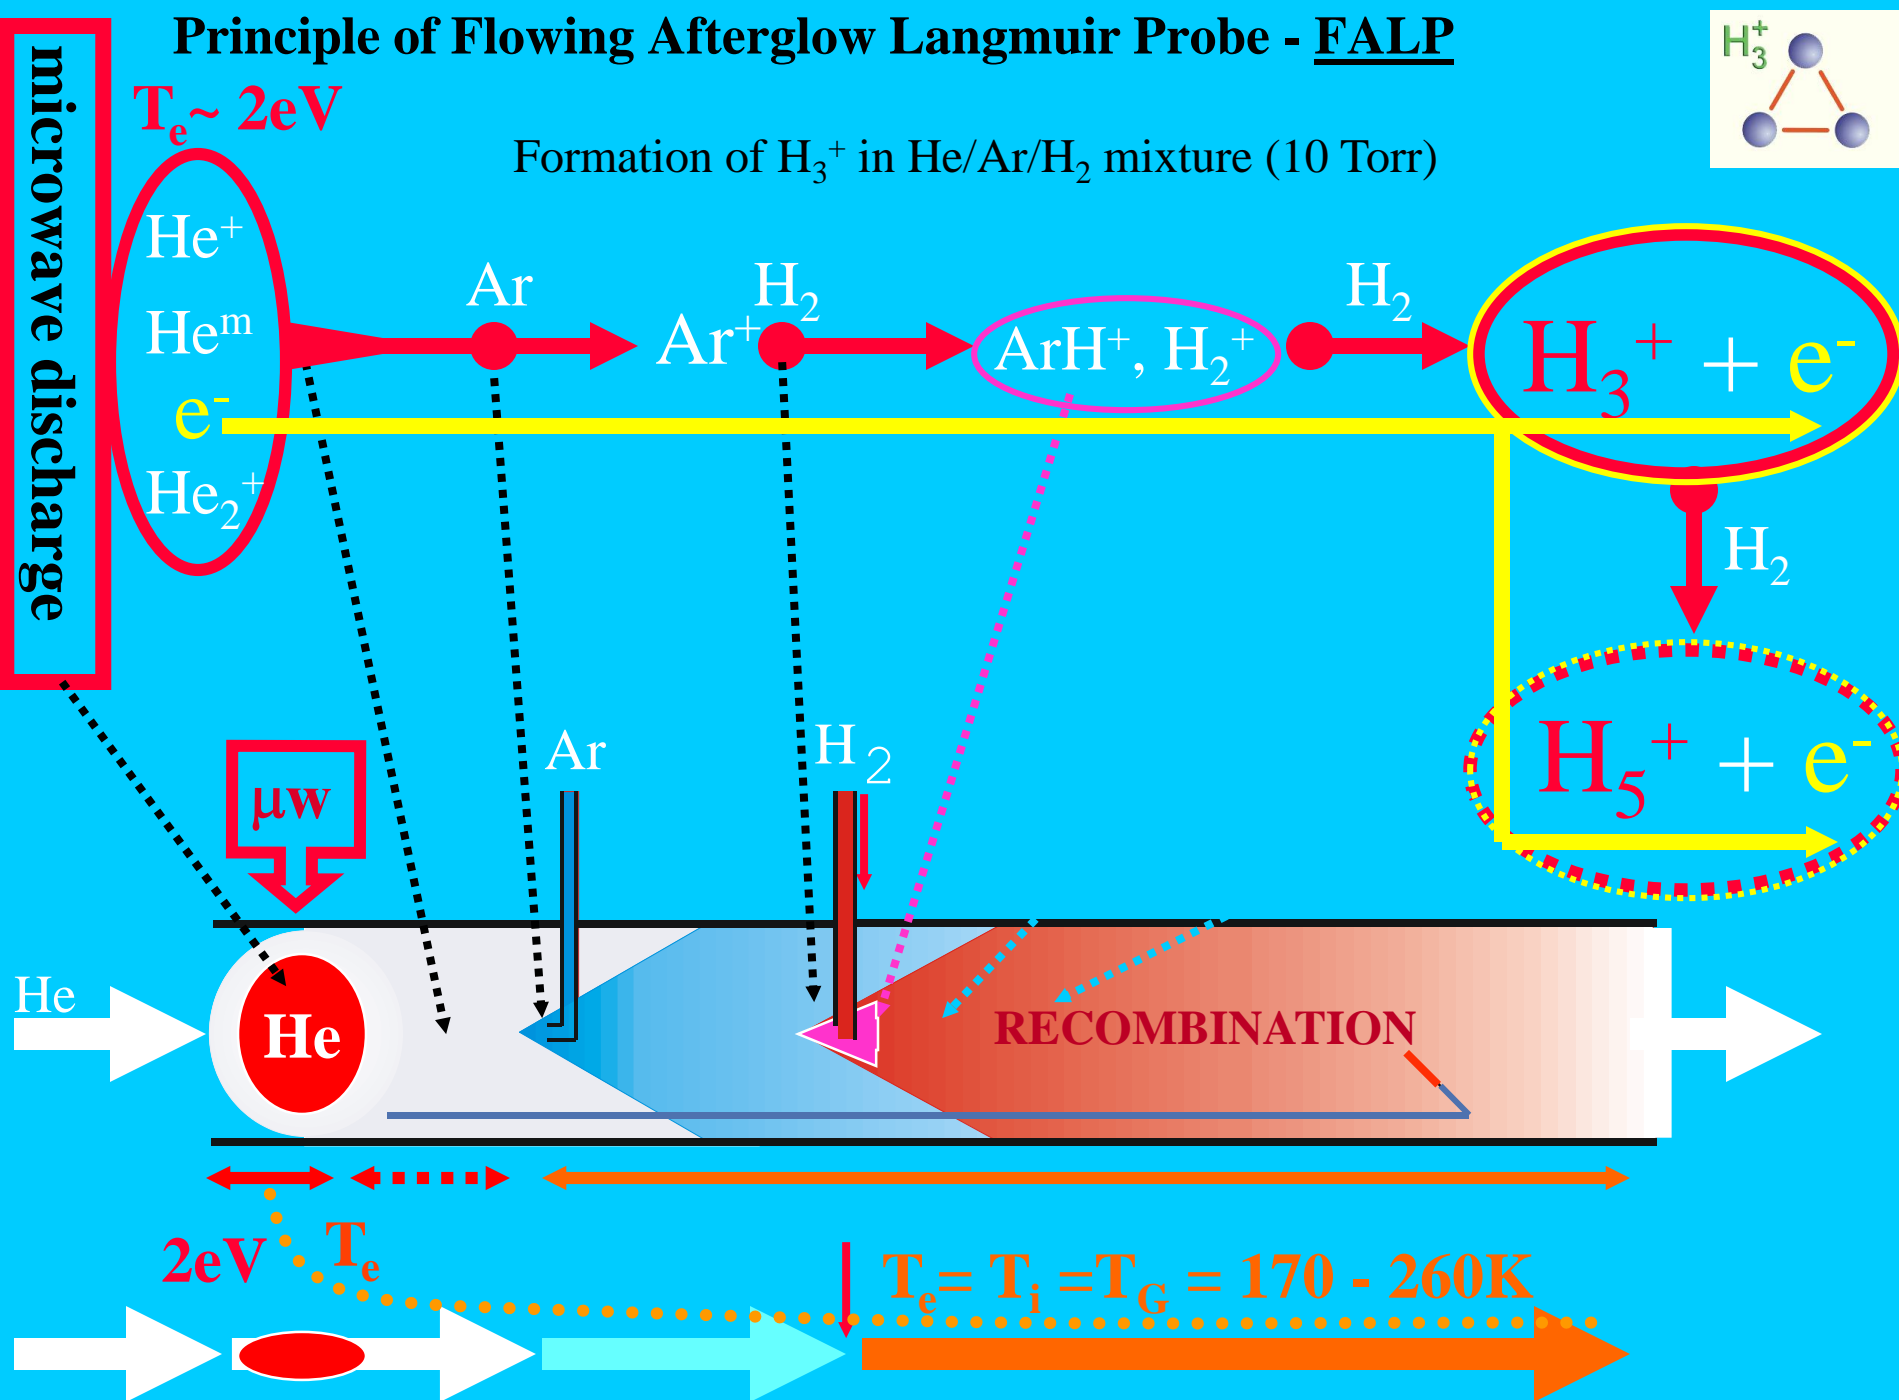 Principle of Flowing Afterglow Langmuir Probe - FALP
H₃⁺
microwave discharge
Tₑ~ 2eV
Formation of H₃⁺ in He/Ar/H₂ mixture (10 Torr)
He⁺
Heᵐ
e⁻
He₂⁺
Ar
Ar⁺
H₂
ArH⁺, H₂⁺
H₂
H₃⁺ + e⁻
H₂
H₅⁺ + e⁻
μw
Ar
H₂
He
He
RECOMBINATION
2eV
Tₑ
Tₑ= Tᵢ =T_G = 170 - 260K